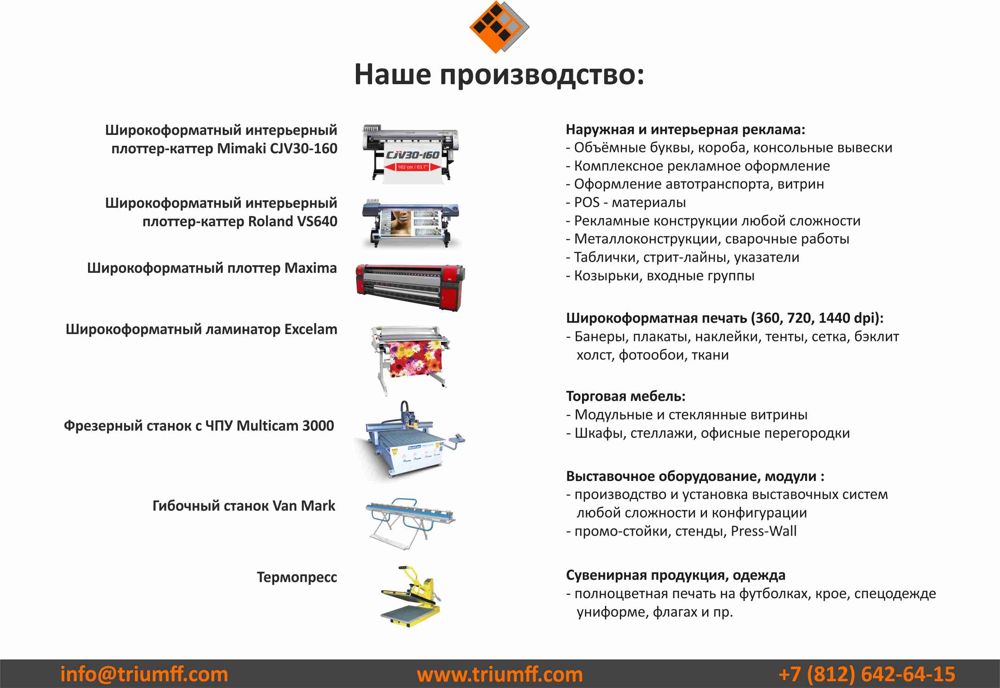 Наше производство:
Широкоформатный интерьерный
плоттер-каттер Mimaki CJV30-160
CJV30-160
162 cm / 63.7"
Широкоформатный интерьерный
плоттер-каттер Roland VS640
Широкоформатный плоттер Maxima
Широкоформатный ламинатор Excelam
Фрезерный станок с ЧПУ Multicam 3000
MultiCam
Гибочный станок Van Mark
Термопресс
Наружная и интерьерная реклама:
- Объёмные буквы, короба, консольные вывески
- Комплексное рекламное оформление
- Оформление автотранспорта, витрин
- POS - материалы
- Рекламные конструкции любой сложности
- Металлоконструкции, сварочные работы
- Таблички, стрит-лайны, указатели
- Козырьки, входные группы
Широкоформатная печать (360, 720, 1440 dpi):
- Банеры, плакаты, наклейки, тенты, сетка, бэклит
холст, фотообои, ткани
Торговая мебель:
- Модульные и стеклянные витрины
- Шкафы, стеллажи, офисные перегородки
Выставочное оборудование, модули :
- производство и установка выставочных систем
любой сложности и конфигурации
- промо-стойки, стенды, Press-Wall
Сувенирная продукция, одежда
- полноцветная печать на футболках, крое, спецодежде
униформе, флагах и пр.
info@triumff.com
www.triumff.com
+7 (812) 642-64-15